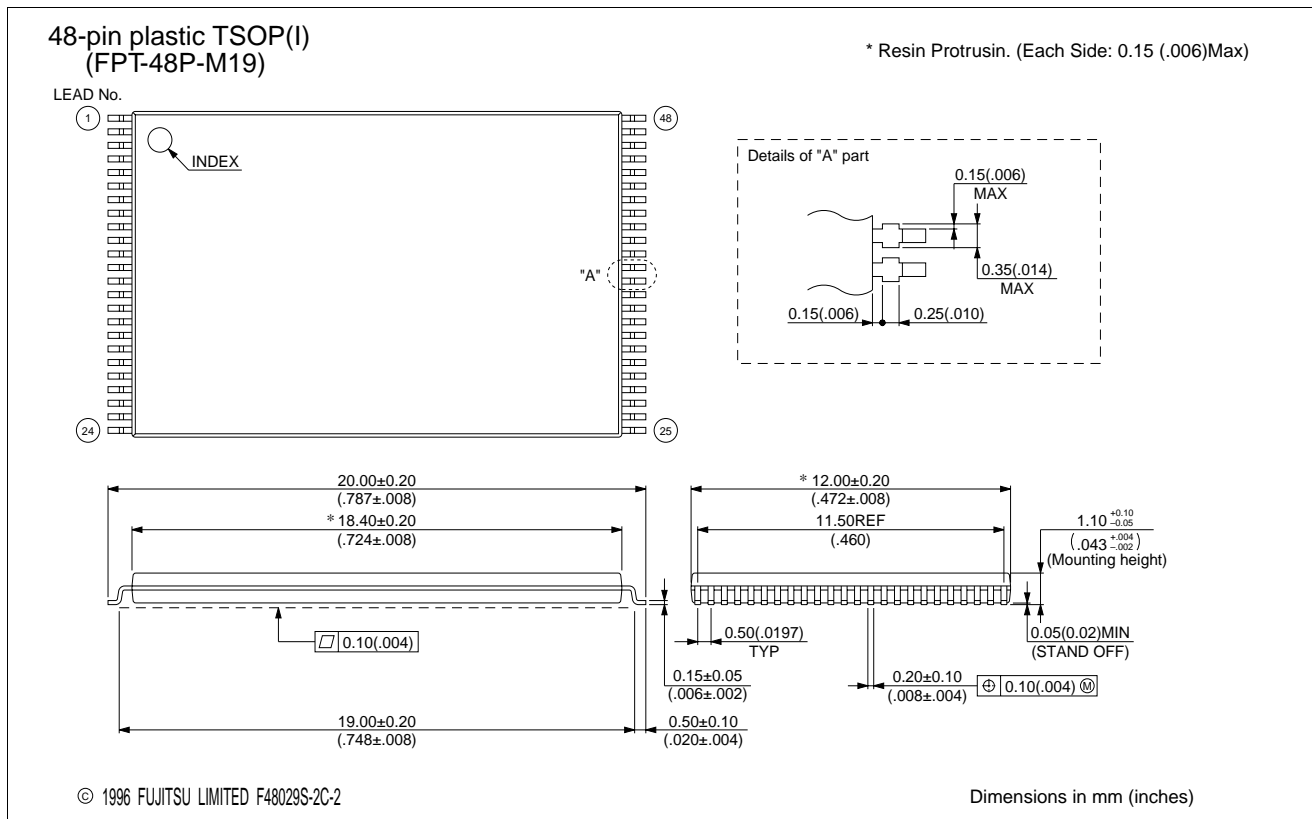 48-pin plastic TSOP(I)
(FPT-48P-M19)
* Resin Protrusin. (Each Side: 0.15 (.006)Max)
LEAD No.
1
48
INDEX
"A"
24
25
Details of "A" part
0.15(.006)
MAX
0.35(.014)
MAX
0.15(.006)
0.25(.010)
20.00±0.20
(.787±.008)
* 18.40±0.20
(.724±.008)
0.10(.004)
19.00±0.20
(.748±.008)
0.50±0.10
(.020±.004)
0.15±0.05
(.006±.002)
* 12.00±0.20
(.472±.008)
11.50REF
(.460)
1.10 +0.10 −0.05
(.043 +.004 −.002)
(Mounting height)
0.50(.0197)
TYP
0.05(0.02)MIN
(STAND OFF)
0.20±0.10
(.008±.004)
⌖ 0.10(.004) Ⓜ
© 1996 FUJITSU LIMITED F48029S-2C-2
Dimensions in mm (inches)